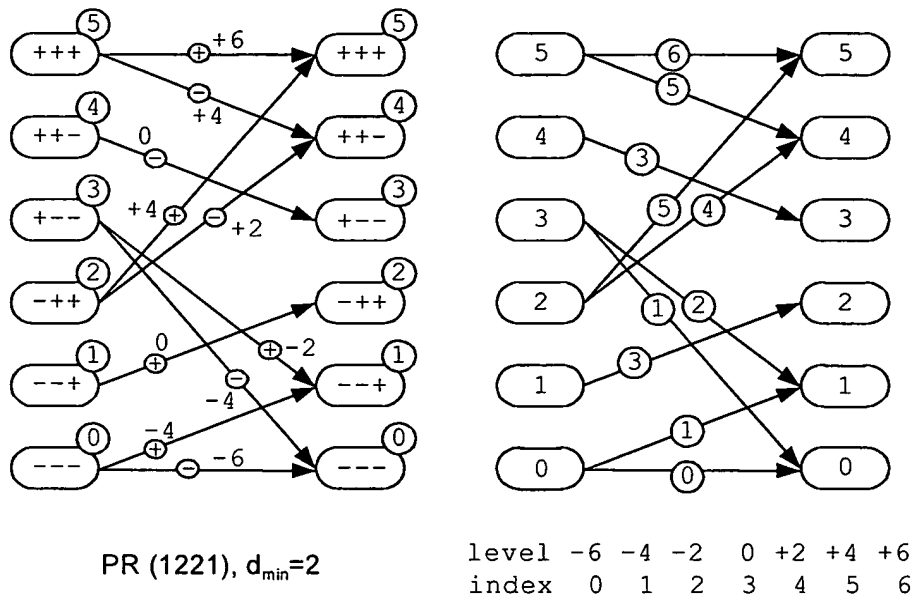 5 5
+++ + +6 +++ 5 6 5
− 5
4 +4 4
++- 0 ++- 4 4
− 3
3 3
+-- +4 + − +2 +-- 3 5 4 3
2 2
-++ -++ 2 1 2 2
1 0 + -2 1
--+ + − --+ 1 3 1
0 -4 -4 0
--- + --- 0 1 0
− -6 0
PR (1221), dmin=2
level -6 -4 -2 0 +2 +4 +6
index 0 1 2 3 4 5 6